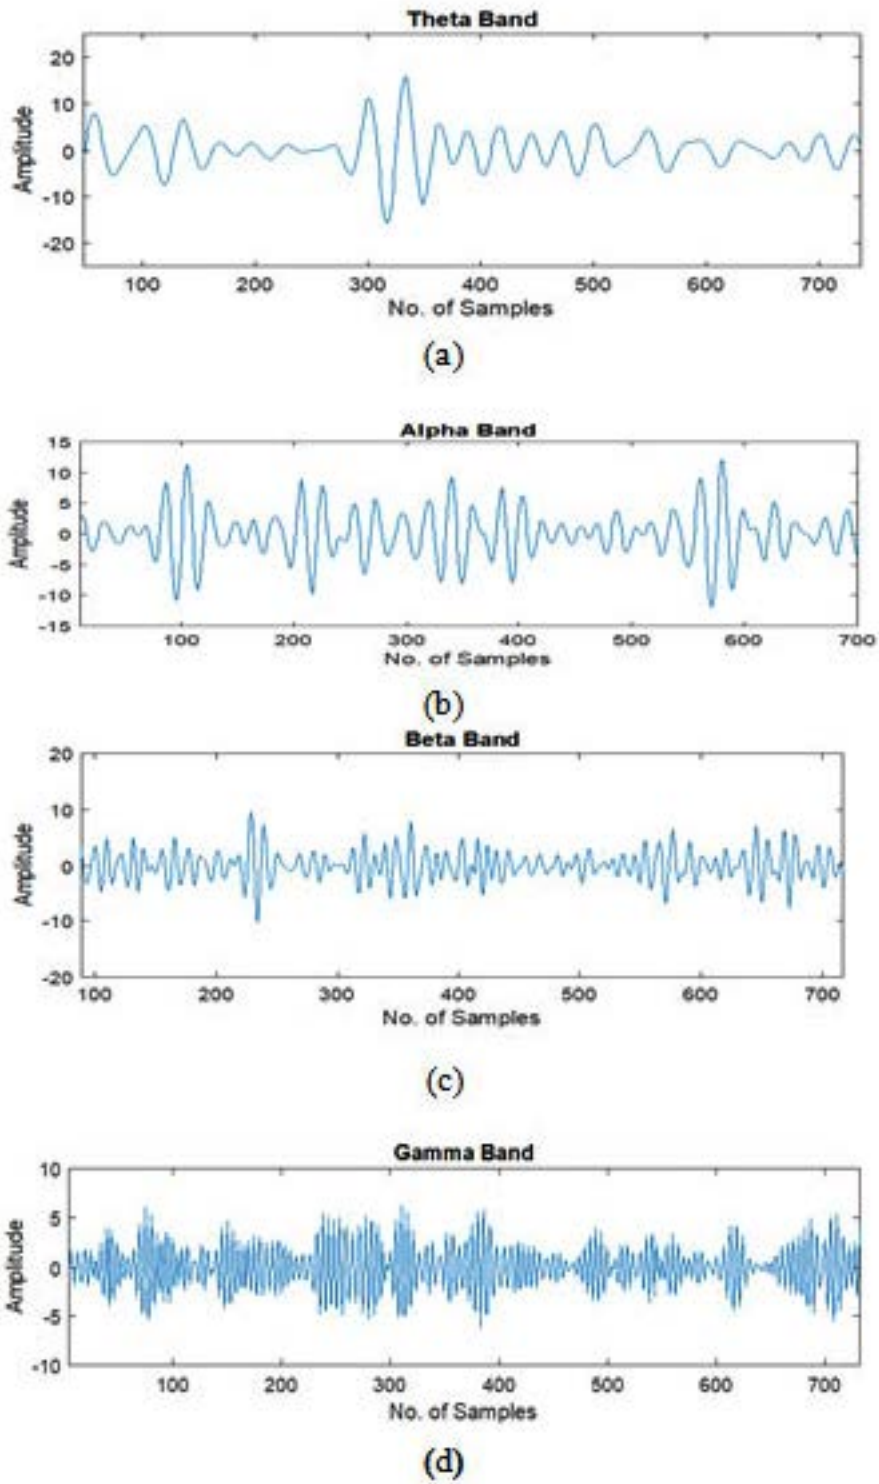 Theta Band
20
10
0
-10
-20
Amplitude
100 200 300 400 500 600 700
No. of Samples
(a)
Alpha Band
15
10
5
0
-5
-10
-15
Amplitude
100 200 300 400 500 600 700
No. of Samples
(b)
Beta Band
20
10
0
-10
-20
Amplitude
100 200 300 400 500 600 700
No. of Samples
(c)
Gamma Band
10
5
0
-5
-10
Amplitude
100 200 300 400 500 600 700
No. of Samples
(d)